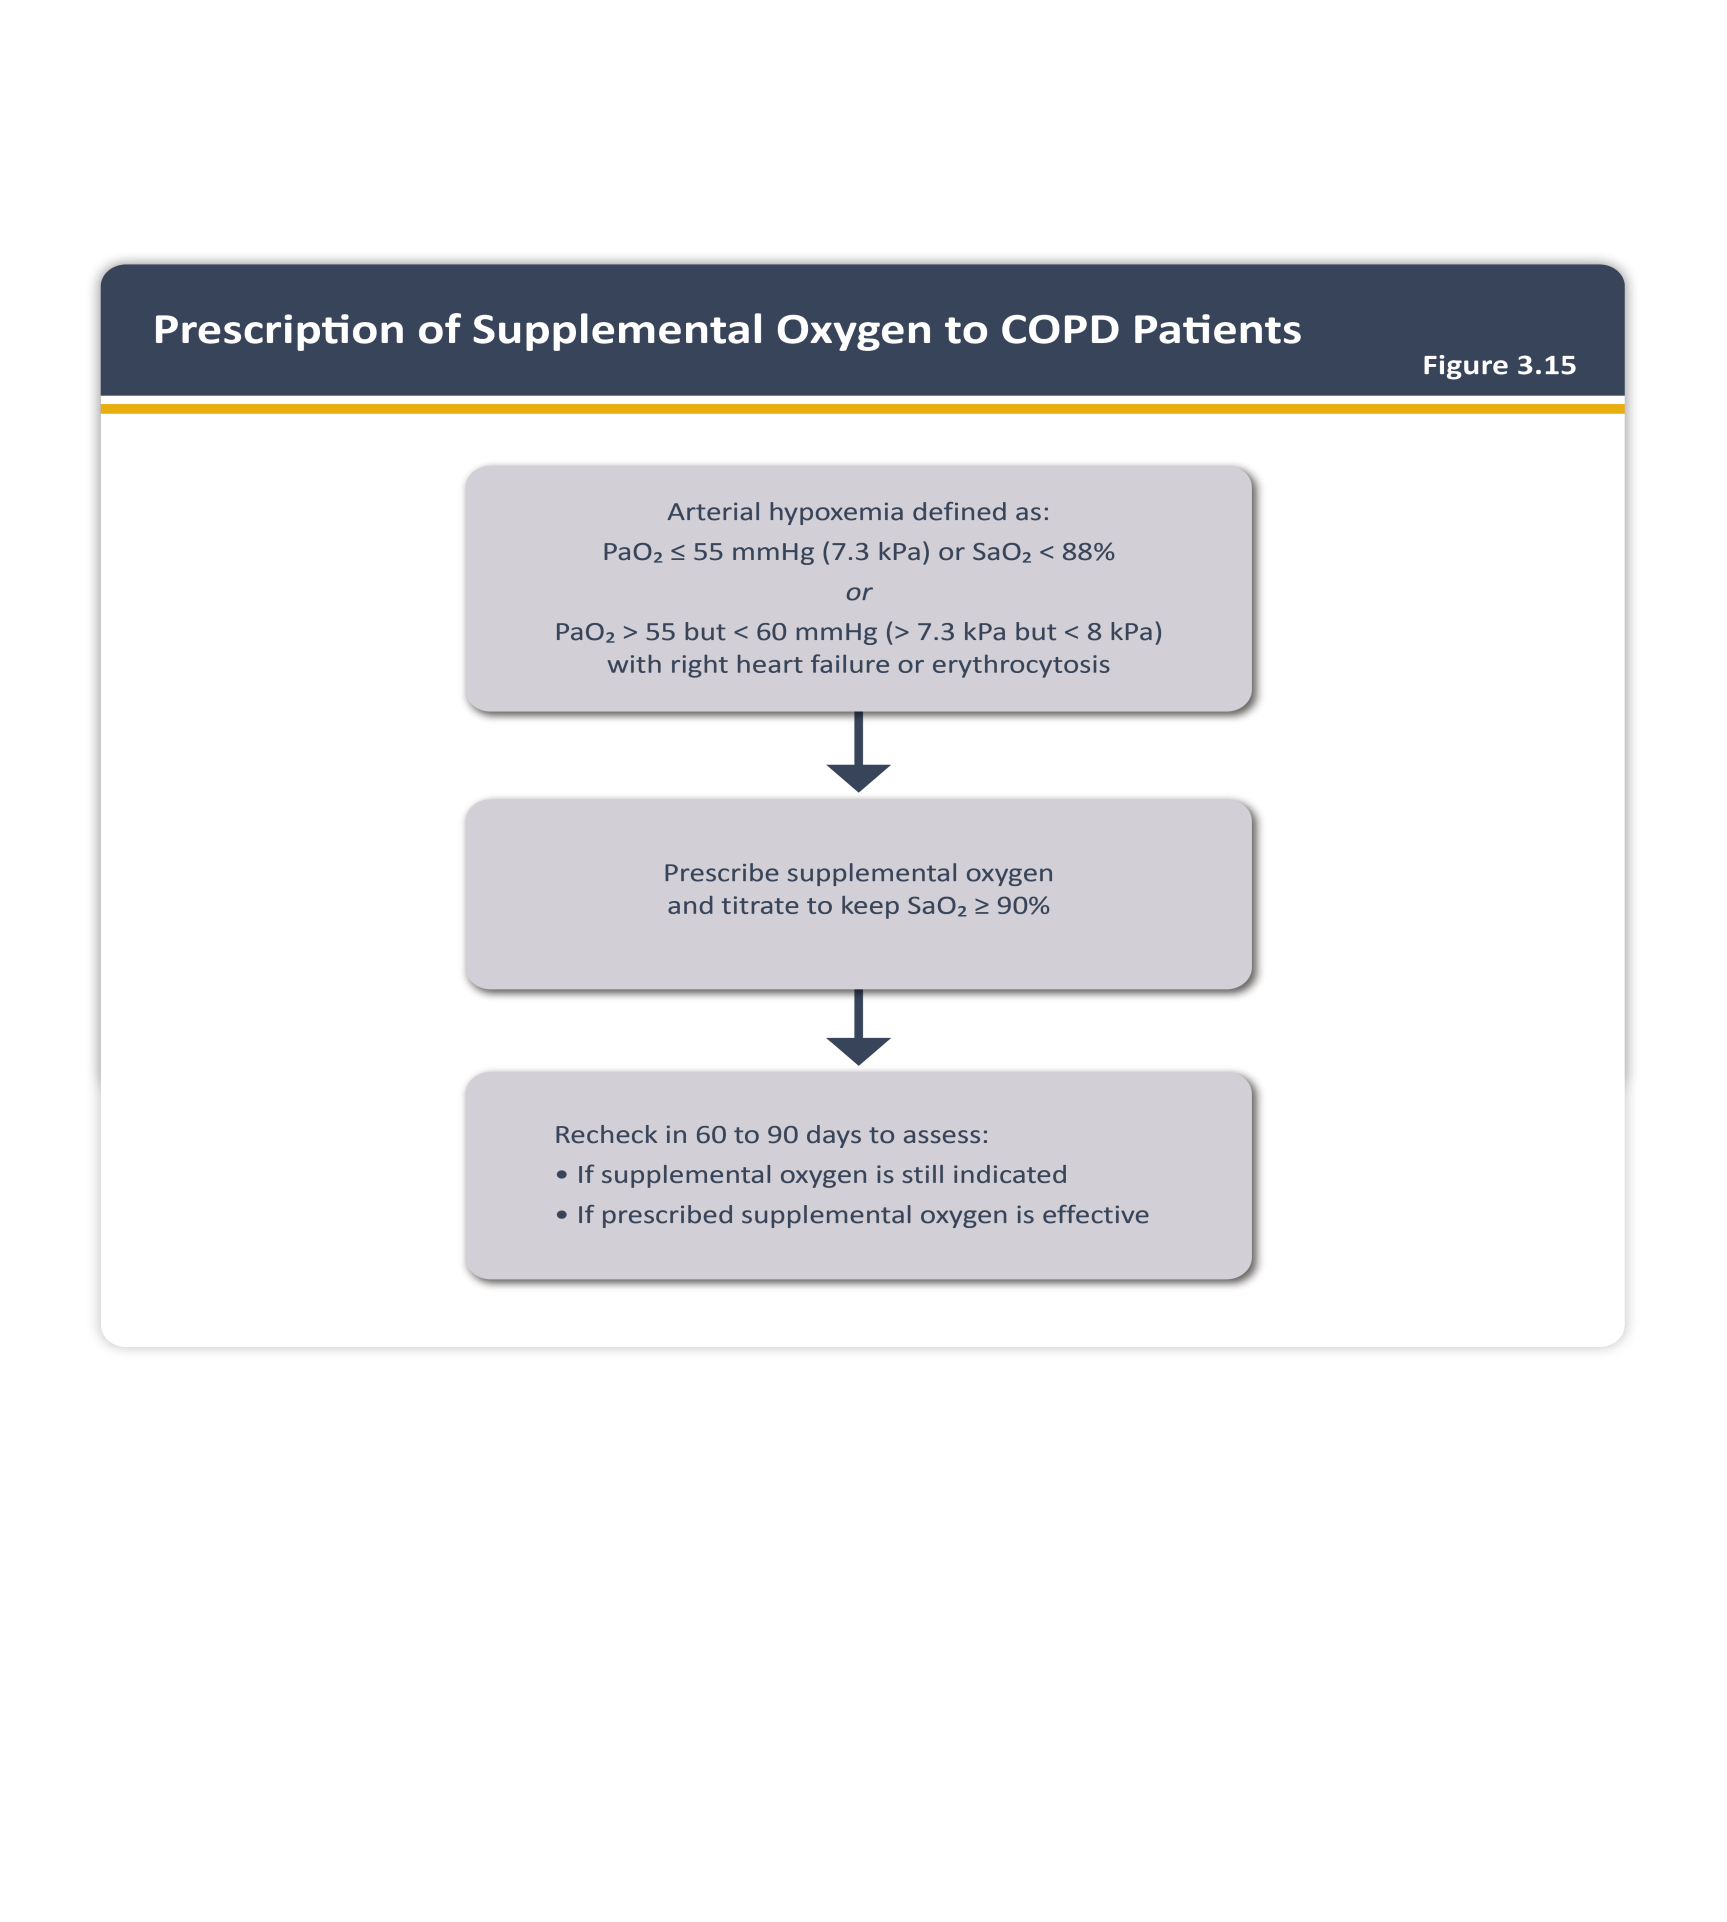 Prescription of Supplemental Oxygen to COPD Patients
Figure 3.15
Arterial hypoxemia defined as:
PaO₂ ≤ 55 mmHg (7.3 kPa) or SaO₂ < 88%
or
PaO₂ > 55 but < 60 mmHg (> 7.3 kPa but < 8 kPa)
with right heart failure or erythrocytosis
Prescribe supplemental oxygen
and titrate to keep SaO₂ ≥ 90%
Recheck in 60 to 90 days to assess:
• If supplemental oxygen is still indicated
• If prescribed supplemental oxygen is effective